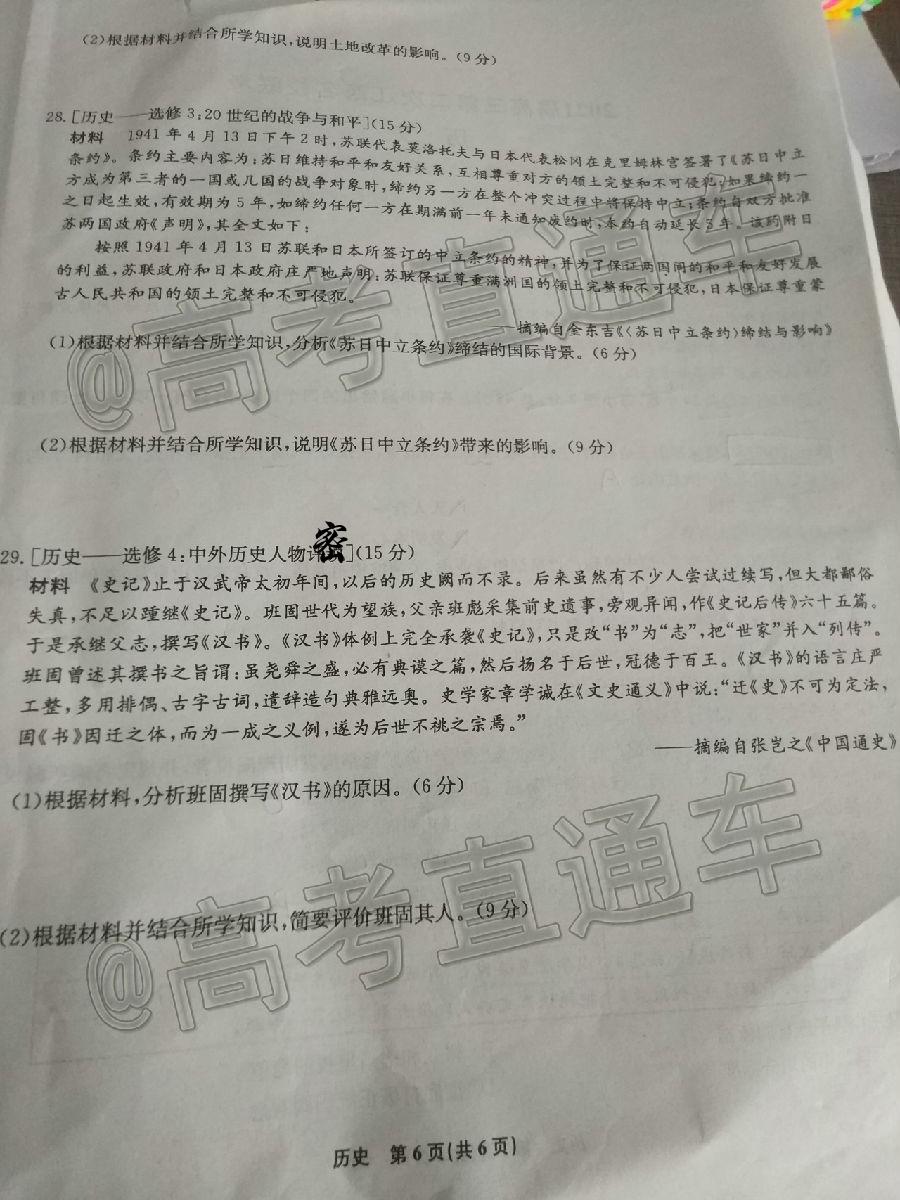 (2)根据材料并结合所学知识,说明土地改革的影响。(9分)
28.[历史——选修3:20世纪的战争与和平](15分)
材料 1941年4月13日下午2时,苏联代表莫洛托夫与日本代表松冈在克里姆林宫签署了《苏日中立
条约》。条约主要内容为:苏日维持和平和友好关系,互相尊重对方的领土完整和不可侵犯;如果缔约一
方成为第三者的一国或几国的战争对象时,缔约另一方在整个冲突过程中将保持中立;条约自双方批准
之日起生效,有效期为5年,如缔约任何一方在期满前一年未通知废约时,本约自动延长5年。该约附日
苏两国政府《声明》,其全文如下:
按照1941年4月13日苏联和日本所签订的中立条约的精神,并为了保证两国间的和平和友好发展
的利益,苏联政府和日本政府庄严地声明:苏联保证尊重满洲国的领土完整和不可侵犯,日本保证尊重蒙
古人民共和国的领土完整和不可侵犯。
——摘编自全东吉《〈苏日中立条约〉缔结与影响》
(1)根据材料并结合所学知识,分析《苏日中立条约》缔结的国际背景。(6分)
(2)根据材料并结合所学知识,说明《苏日中立条约》带来的影响。(9分)
密
29.[历史——选修4:中外历史人物评](15分)
材料 《史记》止于汉武帝太初年间,以后的历史阙而不录。后来虽然有不少人尝试过续写,但大都鄙俗
失真,不足以踵继《史记》。班固世代为望族,父亲班彪采集前史遗事,旁观异闻,作《史记后传》六十五篇。
于是承继父志,撰写《汉书》。《汉书》体例上完全承袭《史记》,只是改“书”为“志”,把“世家”并入“列传”。
班固曾述其撰书之旨谓:虽尧舜之盛,必有典谟之篇,然后扬名于后世,冠德于百王。《汉书》的语言庄严
工整,多用排偶、古字古词,遣辞造句典雅远奥。史学家章学诚在《文史通义》中说:“迁《史》不可为定法,
固《书》因迁之体,而为一成之义例,遂为后世不祧之宗焉。”
——摘编自张岂之《中国通史》
(1)根据材料,分析班固撰写《汉书》的原因。(6分)
(2)根据材料并结合所学知识,简要评价班固其人。(9分)
@高考直通车
@高考直通车
历史 第6页(共6页)